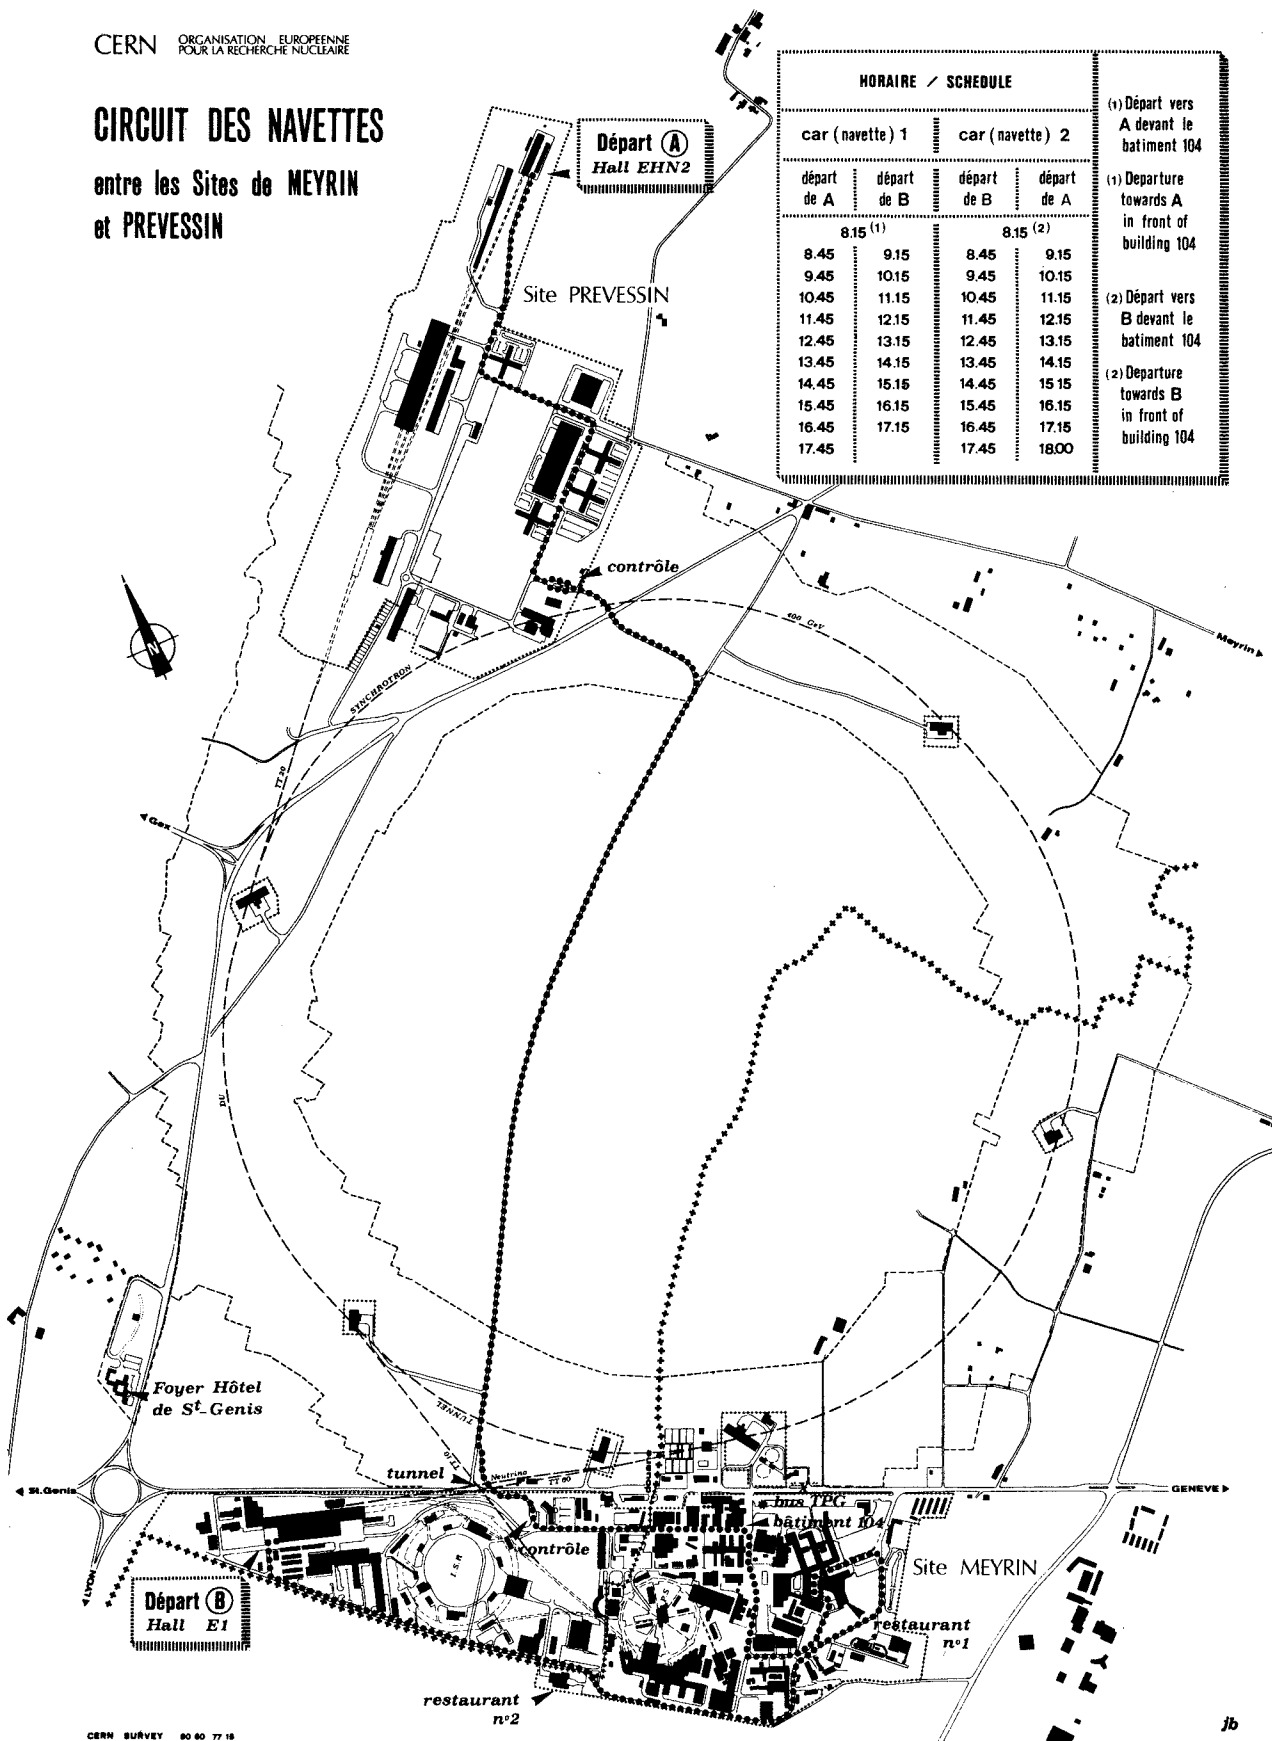 CERN ORGANISATION EUROPEENNE
POUR LA RECHERCHE NUCLEAIRE
CIRCUIT DES NAVETTES
entre les Sites de MEYRIN
et PREVESSIN
HORAIRE / SCHEDULE
car (navette) 1 car (navette) 2
départ de A départ de B départ de B départ de A
8.15 (1) 8.15 (2)
8.45 9.15 8.45 9.15
9.45 10.15 9.45 10.15
10.45 11.15 10.45 11.15
11.45 12.15 11.45 12.15
12.45 13.15 12.45 13.15
13.45 14.15 13.45 14.15
14.45 15.15 14.45 15 15
15.45 16.15 15.45 16.15
16.45 17.15 16.45 17.15
17.45 17.45 18.00
(1) Départ vers
A devant le
batiment 104
(1) Departure
towards A
in front of
building 104
(2) Départ vers
B devant le
batiment 104
(2) Departure
towards B
in front of
building 104
Départ A
Hall EHN2
Site PREVESSIN
contrôle
400 GeV
Meyrin
N
SYNCHROTRON
TT 20
Gex
DU
Foyer Hôtel
de St-Genis
TUNNEL
TT10
tunnel
Neutrino
TT 60
St.Genis
GENEVE
bus TPG
bâtiment 104
contrôle
I.S.R
P.S
Site MEYRIN
LYON
Départ B
Hall E1
restaurant
n°1
restaurant
n°2
CERN SURVEY
jb